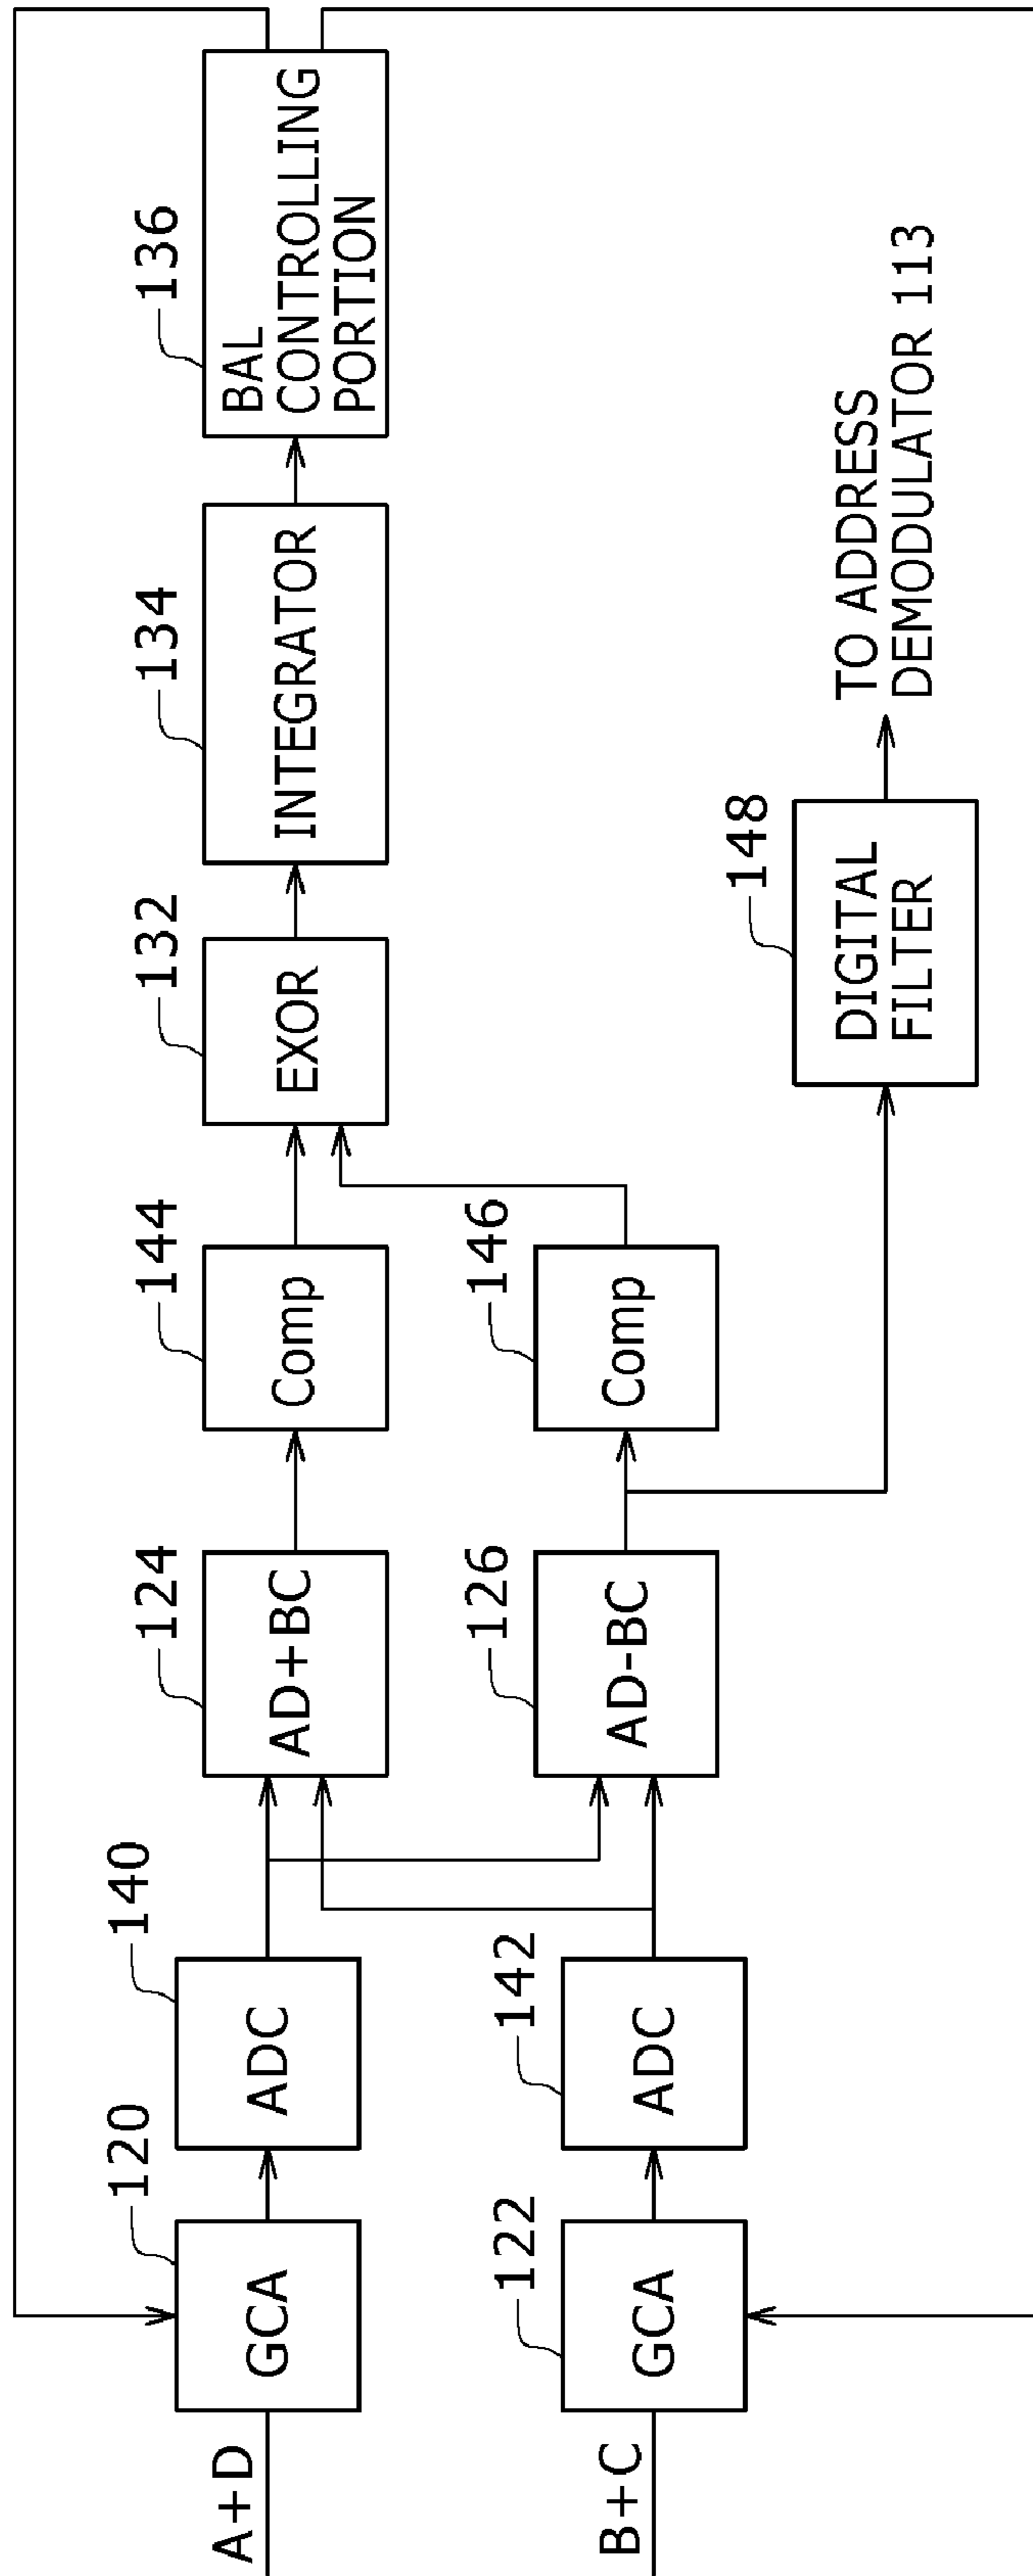 A+D
120
GCA
140
ADC
124
AD+BC
144
Comp
132
EXOR
134
INTEGRATOR
136
BAL
CONTROLLING
PORTION
B+C
122
GCA
142
ADC
126
AD-BC
146
Comp
148
DIGITAL
FILTER
TO ADDRESS
DEMODULATOR 113